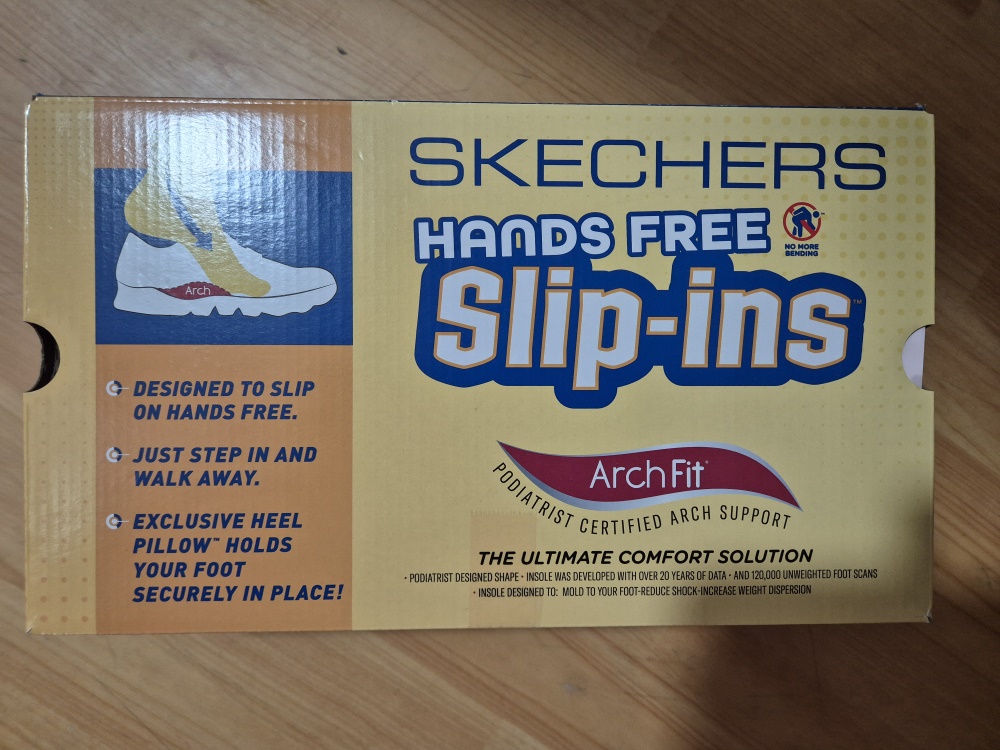 SKECHERS
HANDS FREE
NO MORE
BENDING
Slip-ins™
Arch
DESIGNED TO SLIP
ON HANDS FREE.
JUST STEP IN AND
WALK AWAY.
EXCLUSIVE HEEL
PILLOW™ HOLDS
YOUR FOOT
SECURELY IN PLACE!
ArchFit®
PODIATRIST CERTIFIED ARCH SUPPORT
THE ULTIMATE COMFORT SOLUTION
• PODIATRIST DESIGNED SHAPE • INSOLE WAS DEVELOPED WITH OVER 20 YEARS OF DATA • AND 120,000 UNWEIGHTED FOOT SCANS
• INSOLE DESIGNED TO: MOLD TO YOUR FOOT-REDUCE SHOCK-INCREASE WEIGHT DISPERSION